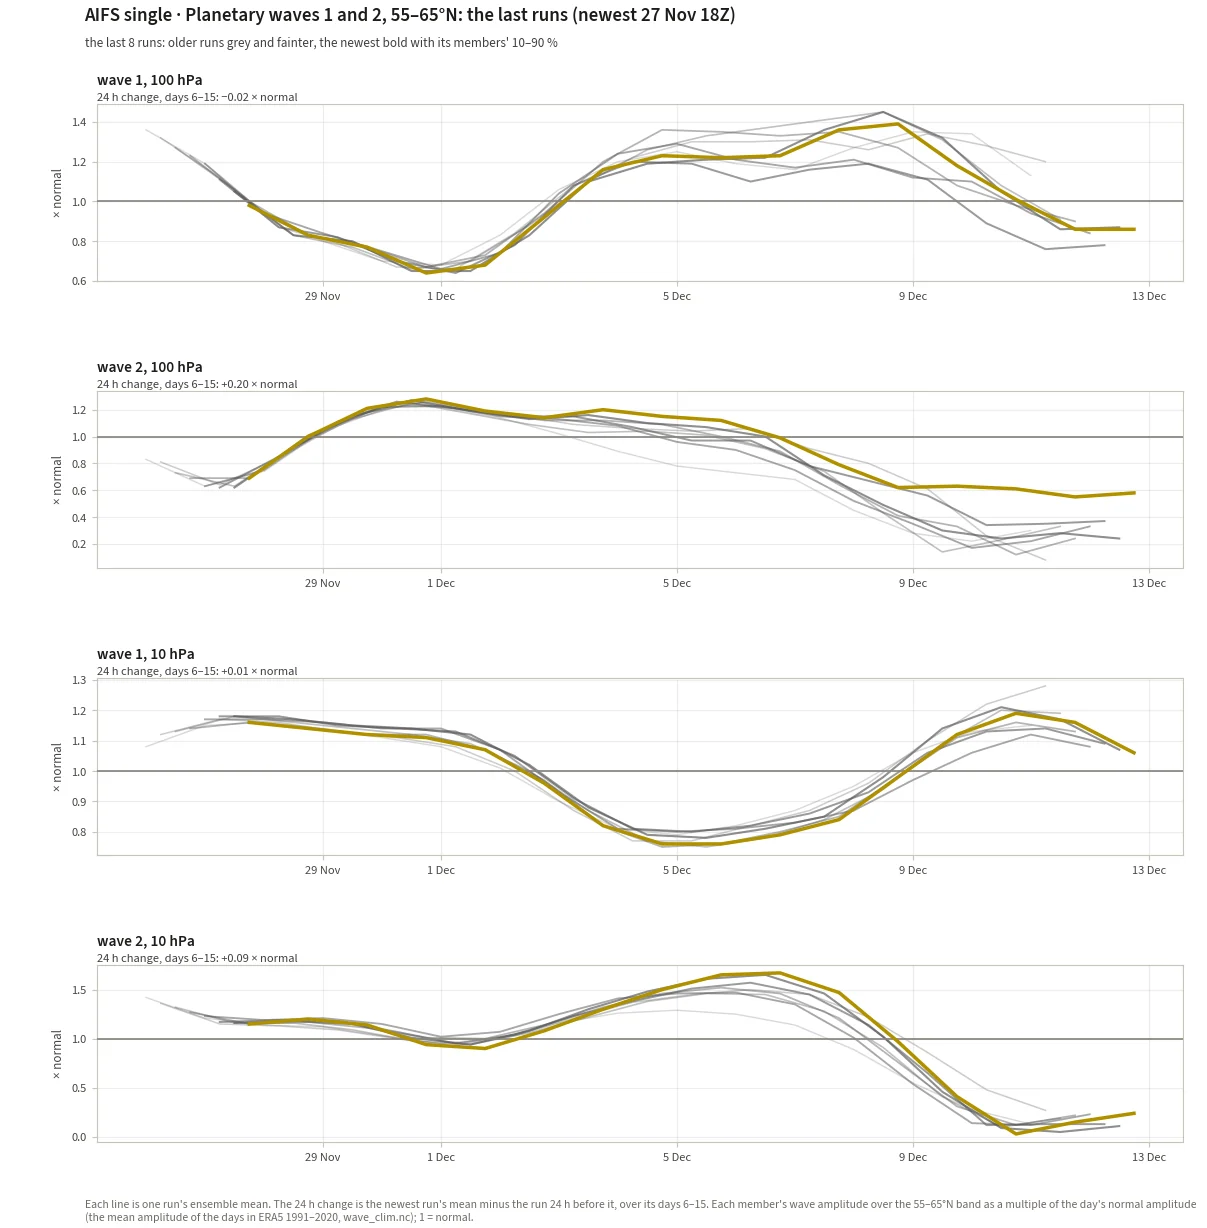 AIFS single · Planetary waves 1 and 2, 55–65°N: the last runs (newest 27 Nov 18Z)
the last 8 runs: older runs grey and fainter, the newest bold with its members' 10–90 %
wave 1, 100 hPa
24 h change, days 6–15: −0.02 × normal
1.4
1.2
1.0
0.8
0.6
× normal
29 Nov
1 Dec
5 Dec
9 Dec
13 Dec
wave 2, 100 hPa
24 h change, days 6–15: +0.20 × normal
1.2
1.0
0.8
0.6
0.4
0.2
× normal
29 Nov
1 Dec
5 Dec
9 Dec
13 Dec
wave 1, 10 hPa
24 h change, days 6–15: +0.01 × normal
1.3
1.2
1.1
1.0
0.9
0.8
× normal
29 Nov
1 Dec
5 Dec
9 Dec
13 Dec
wave 2, 10 hPa
24 h change, days 6–15: +0.09 × normal
1.5
1.0
0.5
0.0
× normal
29 Nov
1 Dec
5 Dec
9 Dec
13 Dec
Each line is one run's ensemble mean. The 24 h change is the newest run's mean minus the run 24 h before it, over its days 6–15. Each member's wave amplitude over the 55–65°N band as a multiple of the day's normal amplitude
(the mean amplitude of the days in ERA5 1991–2020, wave_clim.nc); 1 = normal.